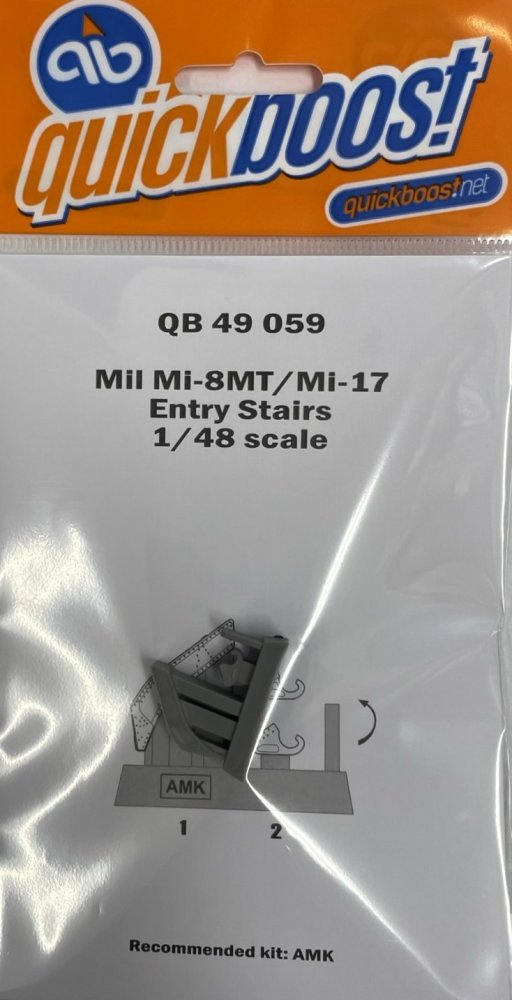 qb
quickboost
quickboost.net
QB 49 059
Mil Mi-8MT/Mi-17
Entry Stairs
1/48 scale
AMK
1
2
Recommended kit: AMK